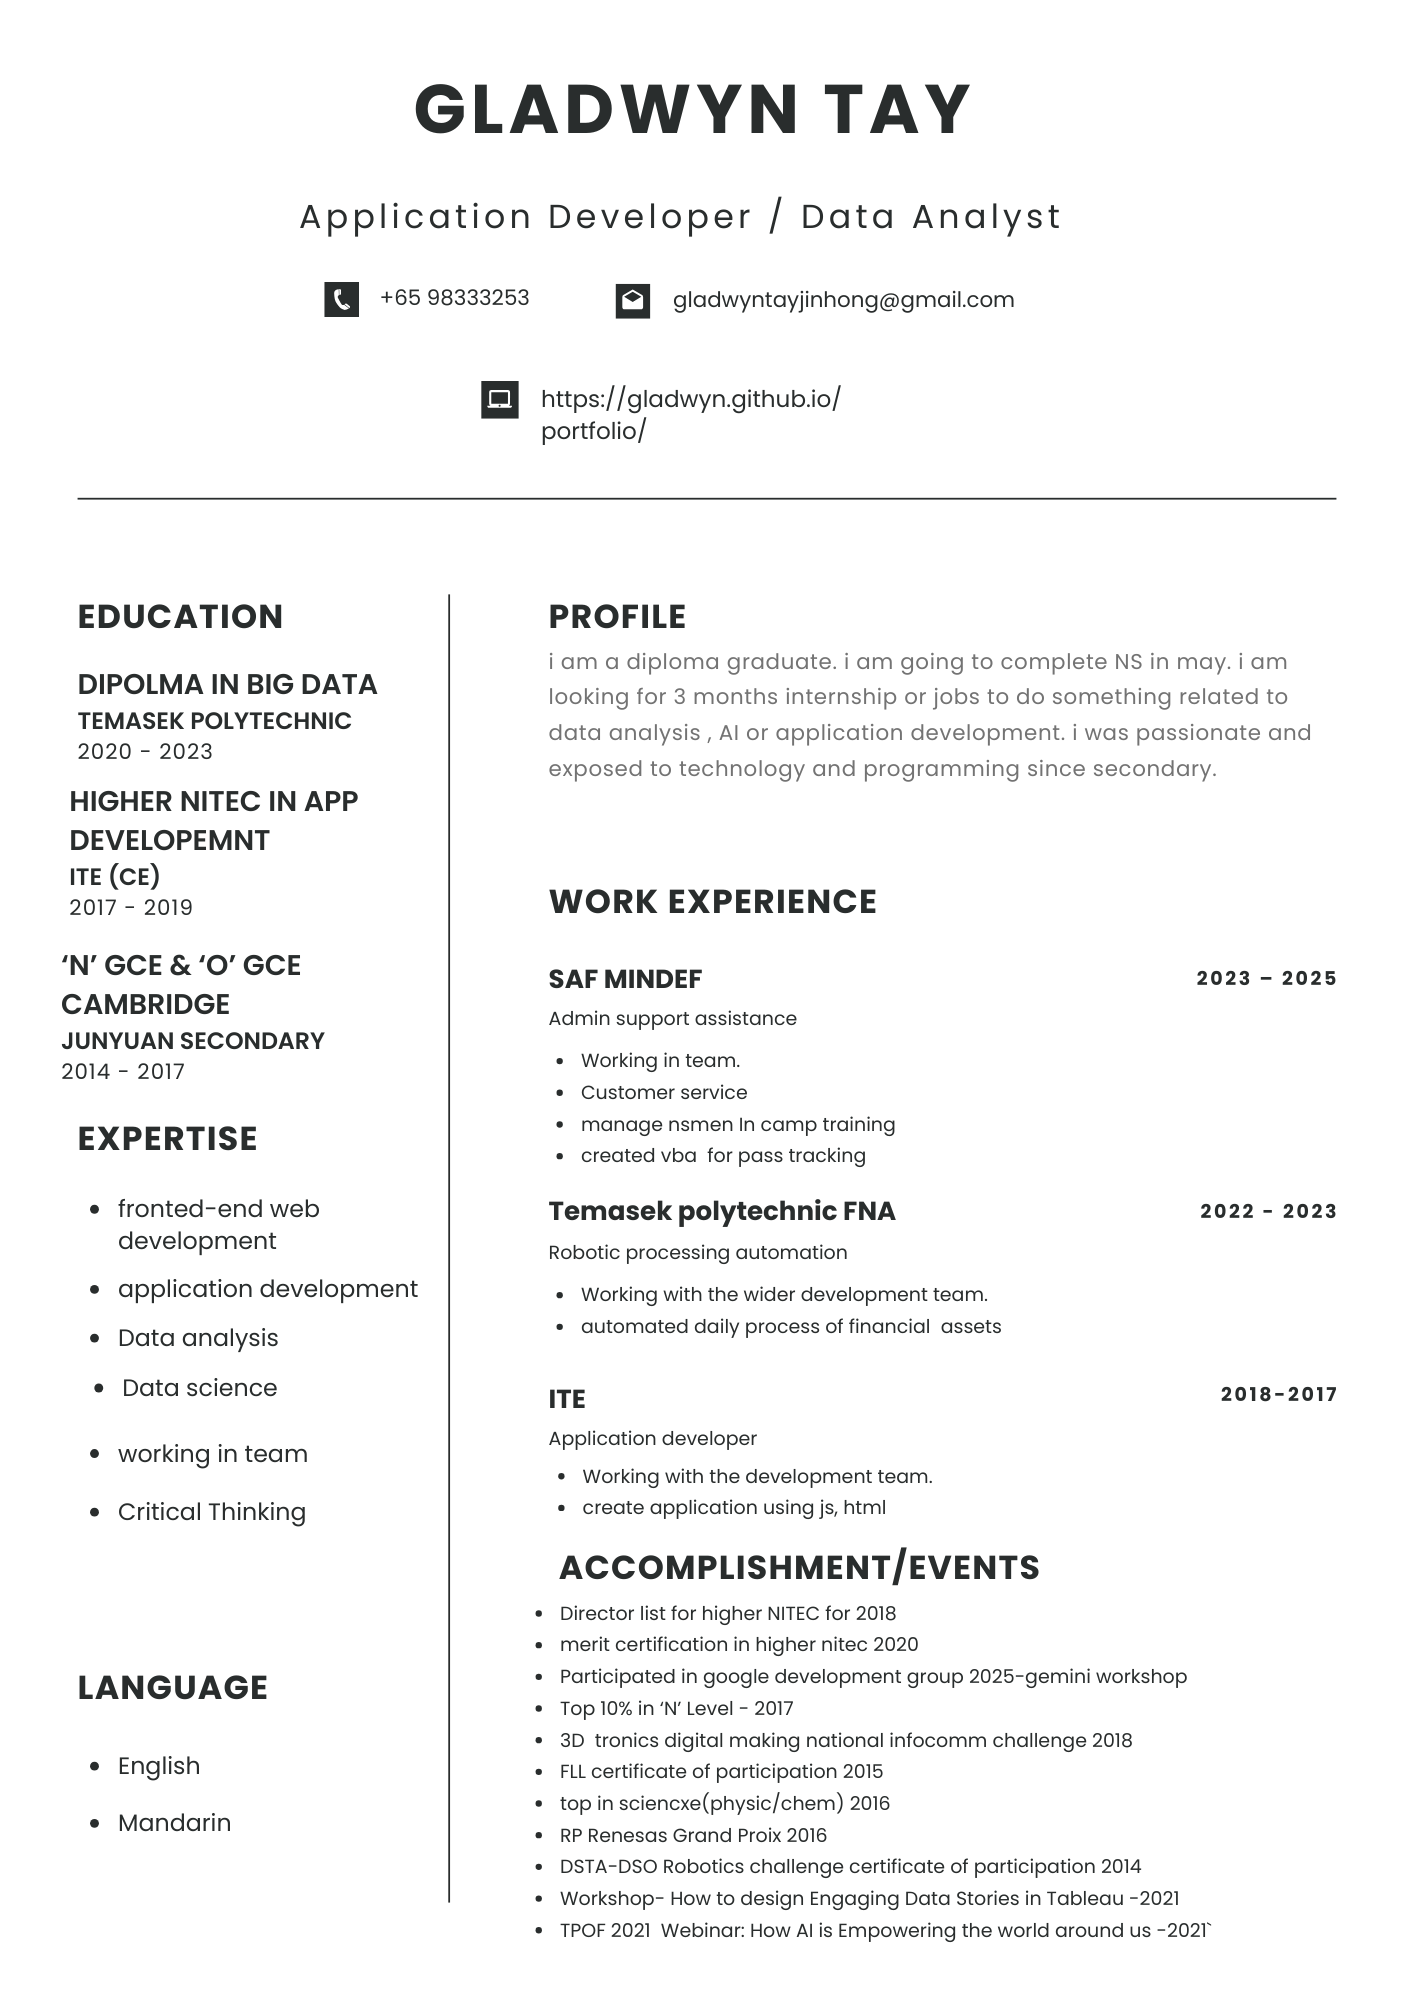 GLADWYN TAY
Application Developer / Data Analyst
+65 98333253
gladwyntayjinhong@gmail.com
https://gladwyn.github.io/
portfolio/
EDUCATION
DIPOLMA IN BIG DATA
TEMASEK POLYTECHNIC
2020 - 2023
HIGHER NITEC IN APP
DEVELOPEMNT
ITE (CE)
2017 - 2019
‘N’ GCE & ‘O’ GCE
CAMBRIDGE
JUNYUAN SECONDARY
2014 - 2017
EXPERTISE
• fronted-end web
development
• application development
• Data analysis
• Data science
• working in team
• Critical Thinking
LANGUAGE
• English
• Mandarin
PROFILE
i am a diploma graduate. i am going to complete NS in may. i am
looking for 3 months internship or jobs to do something related to
data analysis , AI or application development. i was passionate and
exposed to technology and programming since secondary.
WORK EXPERIENCE
SAF MINDEF 2023 – 2025
Admin support assistance
• Working in team.
• Customer service
• manage nsmen In camp training
• created vba  for pass tracking
Temasek polytechnic FNA 2022 - 2023
Robotic processing automation
• Working with the wider development team.
• automated daily process of financial  assets
ITE 2018-2017
Application developer
• Working with the development team.
• create application using js, html
ACCOMPLISHMENT/EVENTS
• Director list for higher NITEC for 2018
• merit certification in higher nitec 2020
• Participated in google development group 2025-gemini workshop
• Top 10% in ‘N’ Level - 2017
• 3D  tronics digital making national infocomm challenge 2018
• FLL certificate of participation 2015
• top in sciencxe(physic/chem) 2016
• RP Renesas Grand Proix 2016
• DSTA-DSO Robotics challenge certificate of participation 2014
• Workshop- How to design Engaging Data Stories in Tableau -2021
• TPOF 2021  Webinar: How AI is Empowering the world around us -2021`